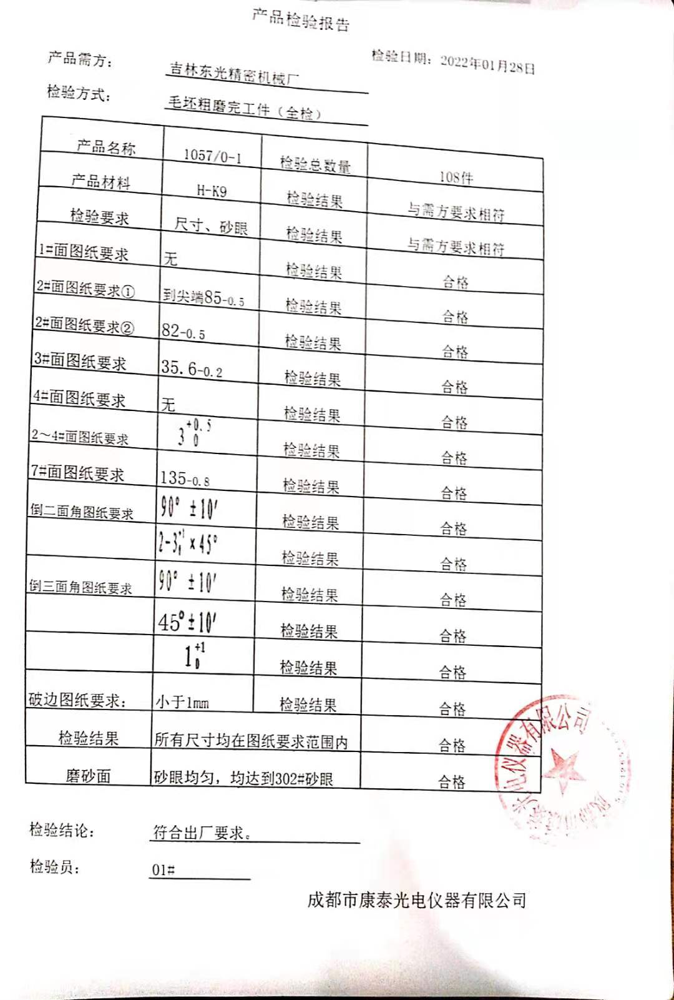 产品检验报告
检验日期：2022年01月28日
产品需方： 吉林东光精密机械厂
检验方式： 毛坯粗磨完工件（全检）
产品名称 1057/0-1 检验总数量 108件
产品材料 H-K9 检验结果 与需方要求相符
检验要求 尺寸、砂眼 检验结果 与需方要求相符
1#面图纸要求 无 检验结果 合格
2#面图纸要求① 到尖端85-0.5 检验结果 合格
2#面图纸要求② 82-0.5 检验结果 合格
3#面图纸要求 35.6-0.2 检验结果 合格
4#面图纸要求 无 检验结果 合格
2～4#面图纸要求 3 +0.5 0 检验结果 合格
7#面图纸要求 135-0.8 检验结果 合格
倒二面角图纸要求 90° ±10′ 检验结果 合格
2-3 +1 0 ×45° 检验结果 合格
倒三面角图纸要求 90° ±10′ 检验结果 合格
45°±10′ 检验结果 合格
1 +1 0 检验结果 合格
破边图纸要求： 小于1mm 检验结果 合格
检验结果 所有尺寸均在图纸要求范围内 合格
磨砂面 砂眼均匀，均达到302#砂眼 合格
成都市康泰光电仪器有限公司
检验结论： 符合出厂要求。
检验员： 01#
成都市康泰光电仪器有限公司